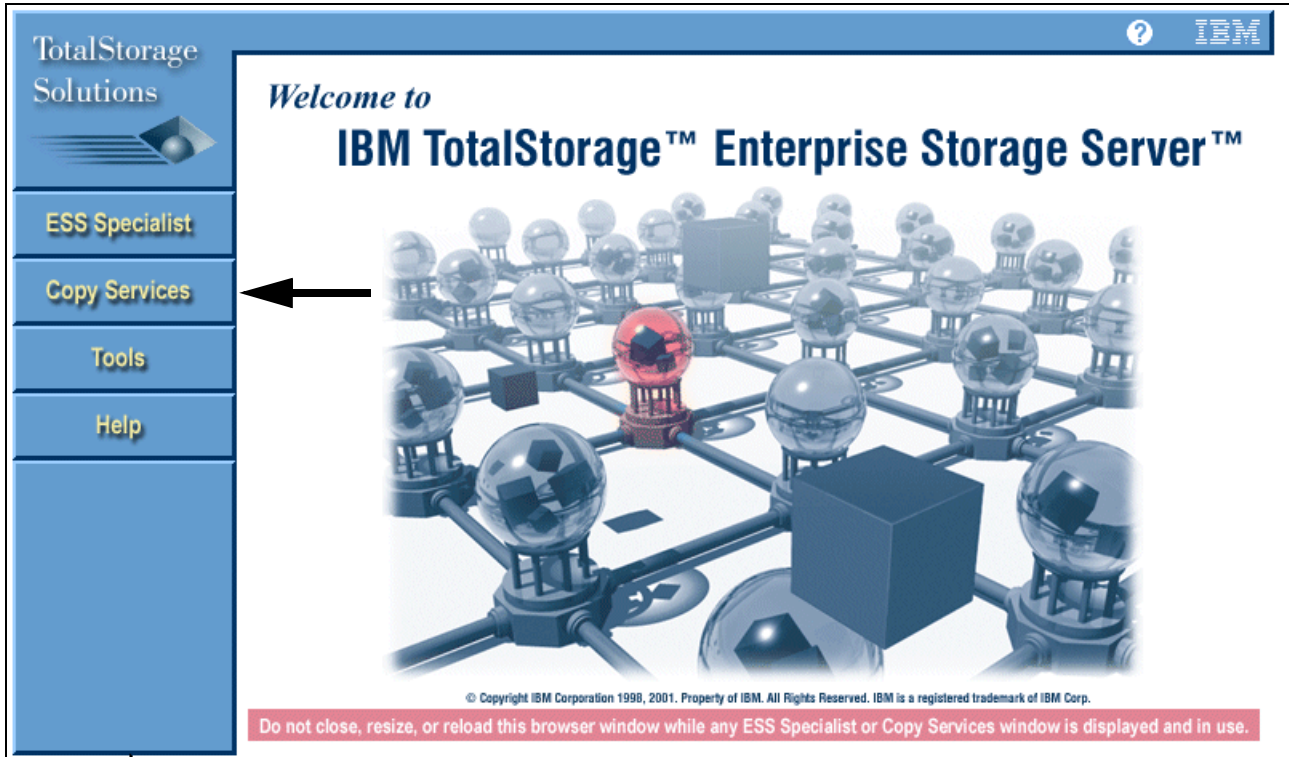 TotalStorage
Solutions
?
IBM
Welcome to
IBM TotalStorage™ Enterprise Storage Server™
ESS Specialist
Copy Services
Tools
Help
© Copyright IBM Corporation 1998, 2001. Property of IBM. All Rights Reserved. IBM is a registered trademark of IBM Corp.
Do not close, resize, or reload this browser window while any ESS Specialist or Copy Services window is displayed and in use.